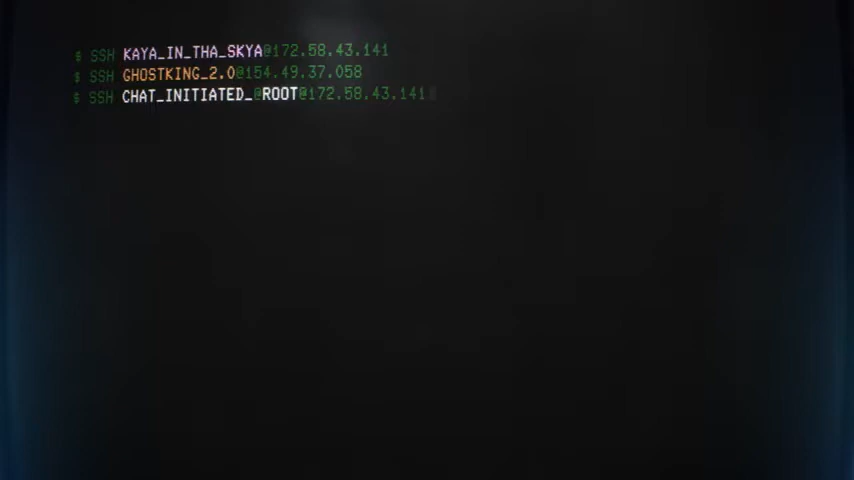 $ SSH KAYA_IN_THA_SKYA@172.58.43.141
$ SSH GHOSTKING_2.0@154.49.37.058
$ SSH CHAT_INITIATED_@ROOT@172.58.43.141